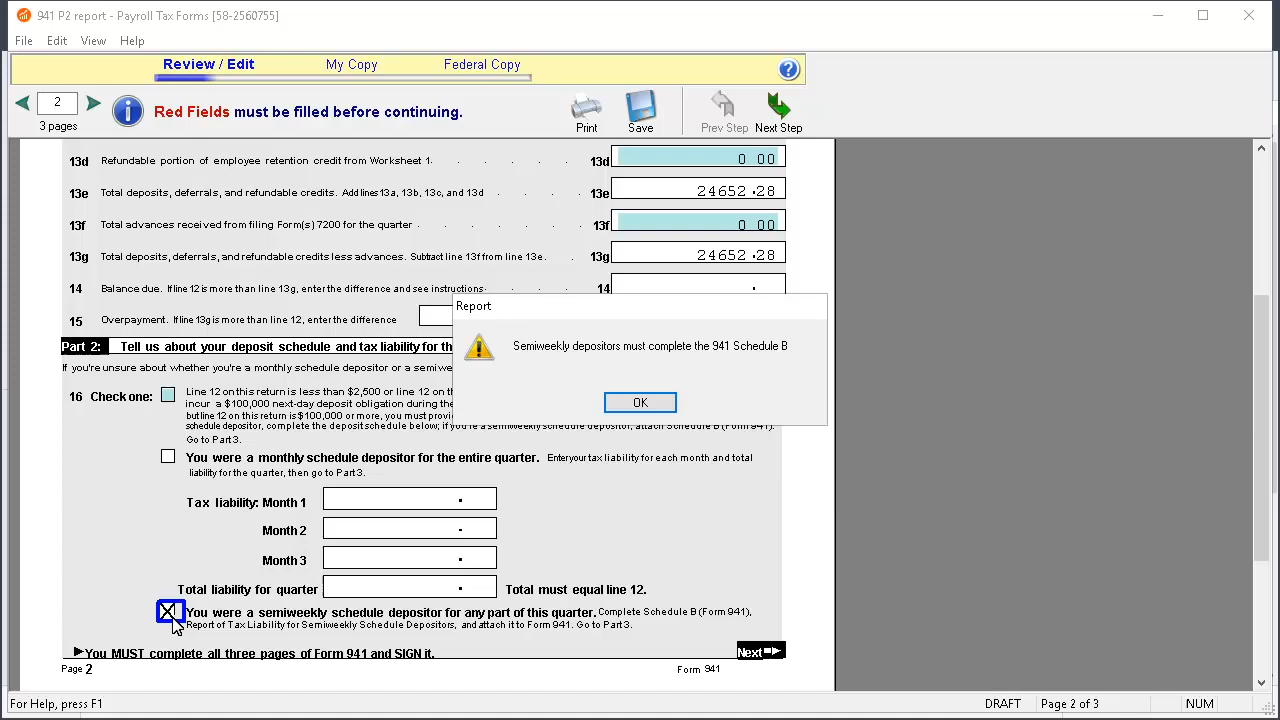 941 P2 report - Payroll Tax Forms [58-2560755]
File Edit View Help
Review / Edit My Copy Federal Copy
2
3 pages
Red Fields must be filled before continuing.
Print Save Prev Step Next Step
13d Refundable portion of employee retention credit from Worksheet 1 . . . . 13d 0 00
13e Total deposits, deferrals, and refundable credits. Add lines 13a, 13b, 13c, and 13d . . . 13e 24652 .28
13f Total advances received from filing Form(s) 7200 for the quarter . . . . . 13f 0 00
13g Total deposits, deferrals, and refundable credits less advances. Subtract line 13f from line 13e. . 13g 24652 .28
14 Balance due. If line 12 is more than line 13g, enter the difference and see instructions . . . 14 .
15 Overpayment. If line 13g is more than line 12, enter the difference
Report
Semiweekly depositors must complete the 941 Schedule B
OK
Part 2: Tell us about your deposit schedule and tax liability for th
If you're unsure about whether you're a monthly schedule depositor or a semiw
16 Check one: Line 12 on this return is less than $2,500 or line 12 on th
incur a $100,000 next-day deposit obligation during the
but line 12 on this return is $100,000 or more, you must provi
schedule depositor, complete the deposit schedule below; if you're a semiweekly schedule depositor, attach Schedule B (Form 941).
Go to Part 3.
You were a monthly schedule depositor for the entire quarter. Enter your tax liability for each month and total
liability for the quarter, then go to Part 3.
Tax liability: Month 1 .
Month 2 .
Month 3 .
Total liability for quarter . Total must equal line 12.
X You were a semiweekly schedule depositor for any part of this quarter. Complete Schedule B (Form 941),
Report of Tax Liability for Semiweekly Schedule Depositors, and attach it to Form 941. Go to Part 3.
You MUST complete all three pages of Form 941 and SIGN it. Next
Page 2 Form 941
For Help, press F1 DRAFT Page 2 of 3 NUM